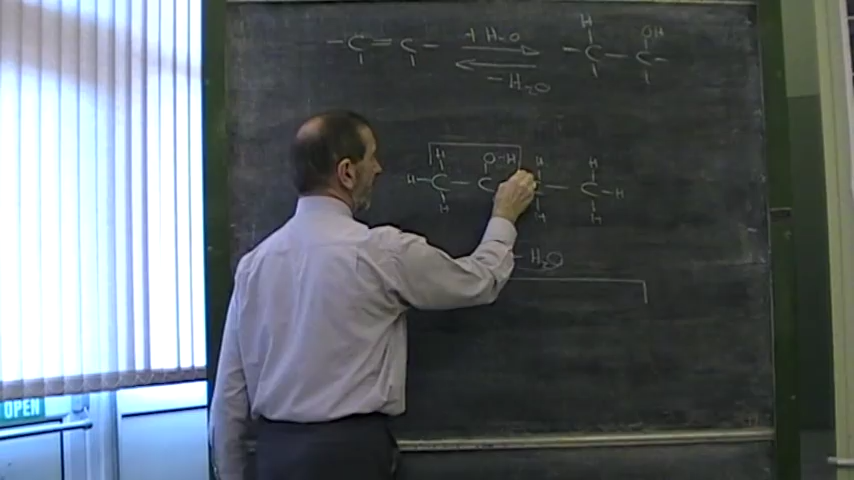 H OH
- C = C - + H₂O - C - C -
- H₂O
H O-H H H
H - C - C - C - H
H H H
- H₂O
OPEN